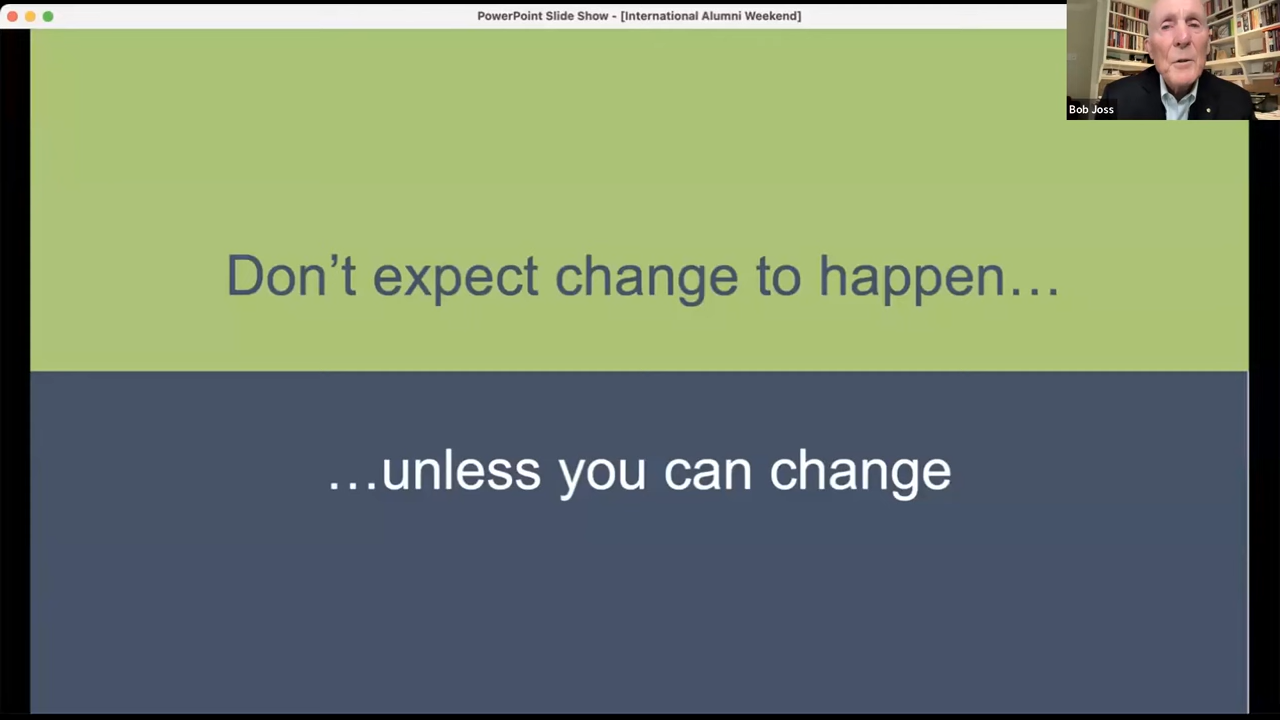 PowerPoint Slide Show - [International Alumni Weekend]
Bob Joss
Don’t expect change to happen…
…unless you can change